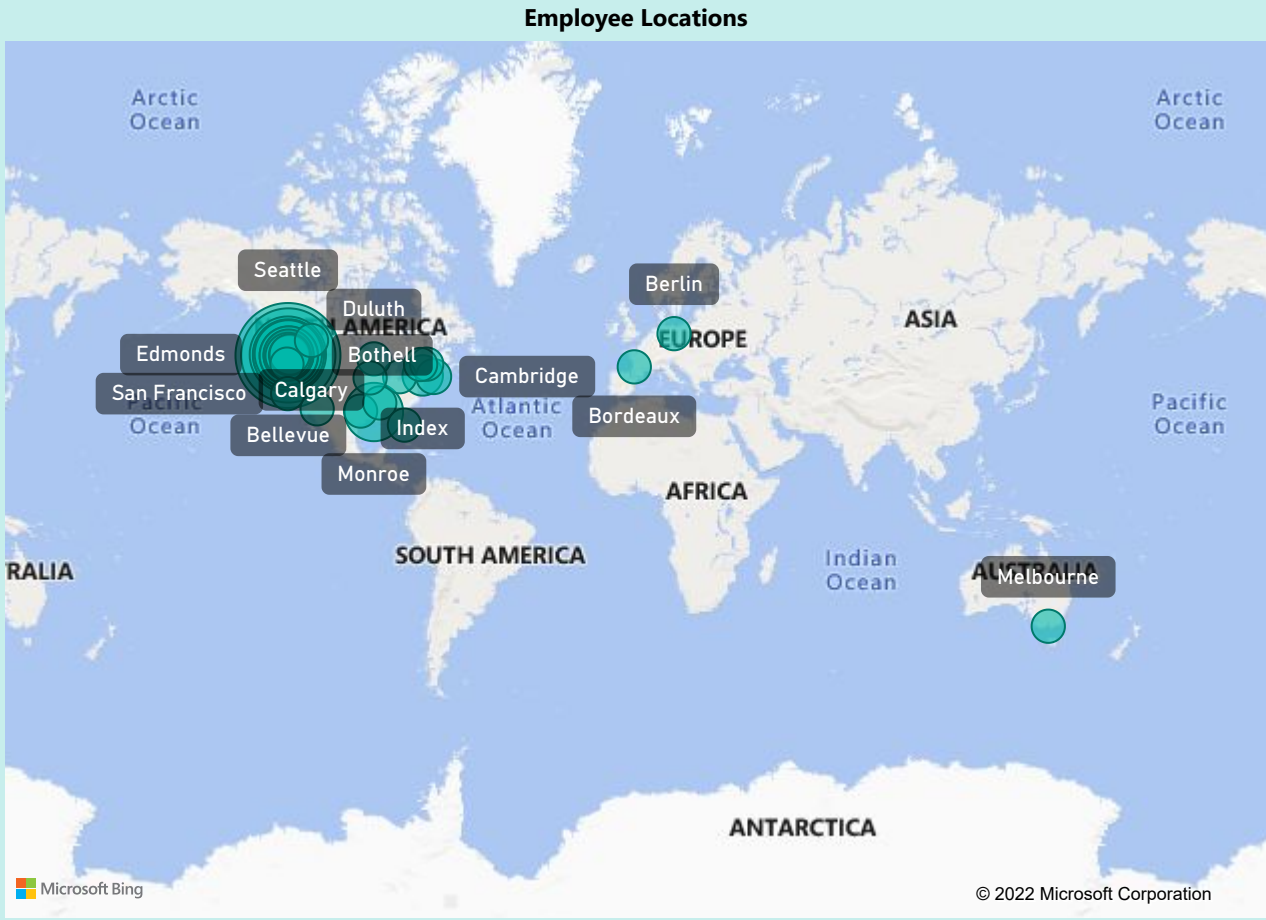 Employee Locations
Arctic
Ocean
Arctic
Ocean
Seattle
Berlin
Duluth
AMERICA
ASIA
EUROPE
Edmonds
Bothell
Cambridge
San Francisco
Calgary
Pacific
Ocean
Atlantic
Ocean
Bordeaux
Pacific
Ocean
Bellevue
Index
Monroe
AFRICA
SOUTH AMERICA
Indian
Ocean
RALIA
AUSTRALIA
Melbourne
ANTARCTICA
Microsoft Bing
© 2022 Microsoft Corporation